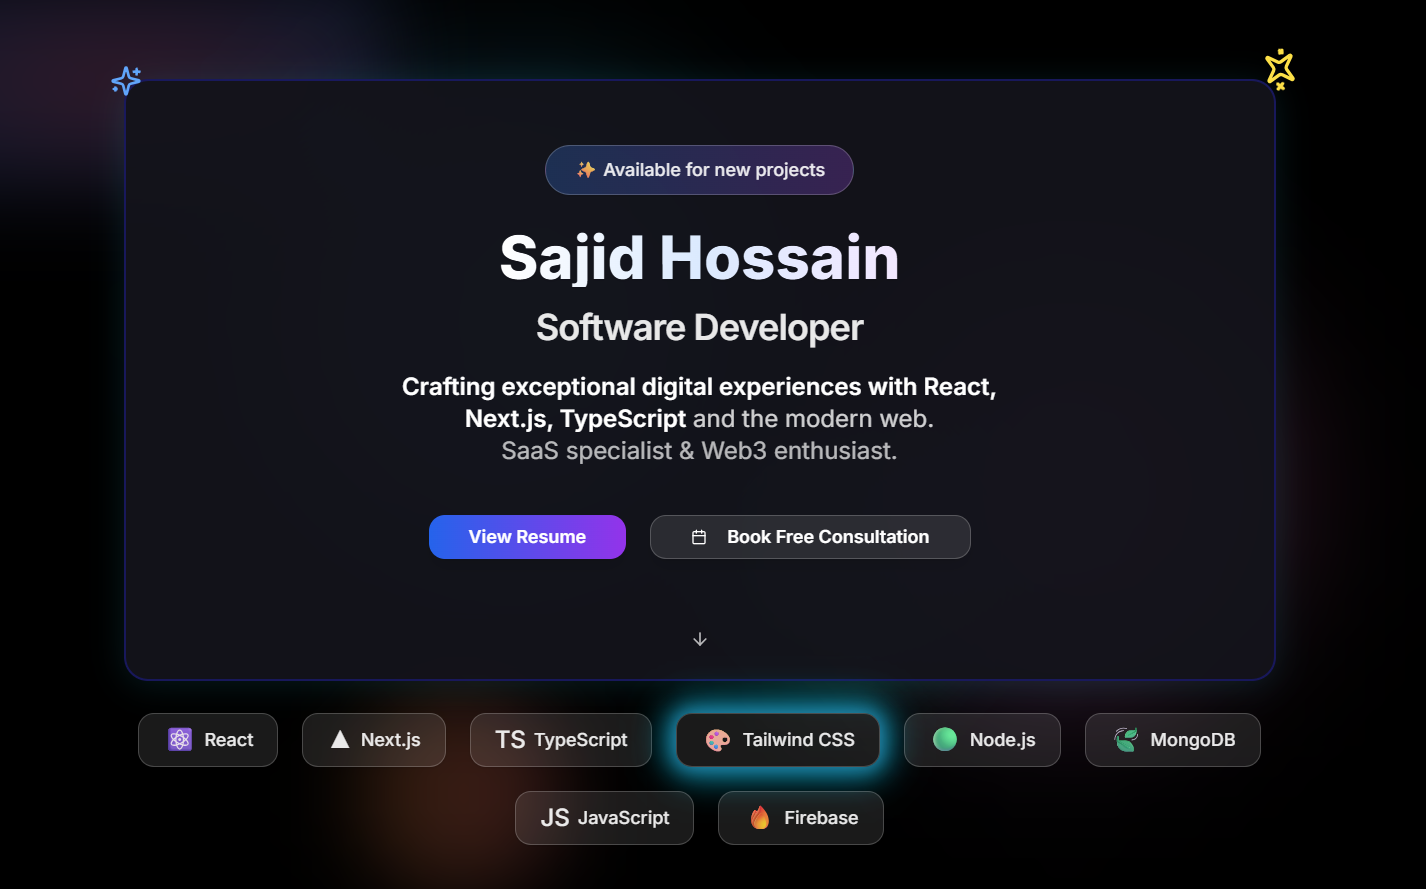 Available for new projects
Sajid Hossain
Software Developer
Crafting exceptional digital experiences with React,
Next.js, TypeScript and the modern web.
SaaS specialist & Web3 enthusiast.
View Resume
Book Free Consultation
React
Next.js
TS TypeScript
Tailwind CSS
Node.js
MongoDB
JS JavaScript
Firebase